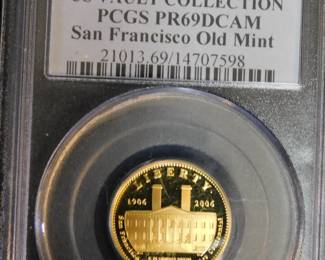 VAULT COLLECTION
PCGS PR69DCAM
San Francisco Old Mint
21013.69/14707598
LIBERTY
1906 2006